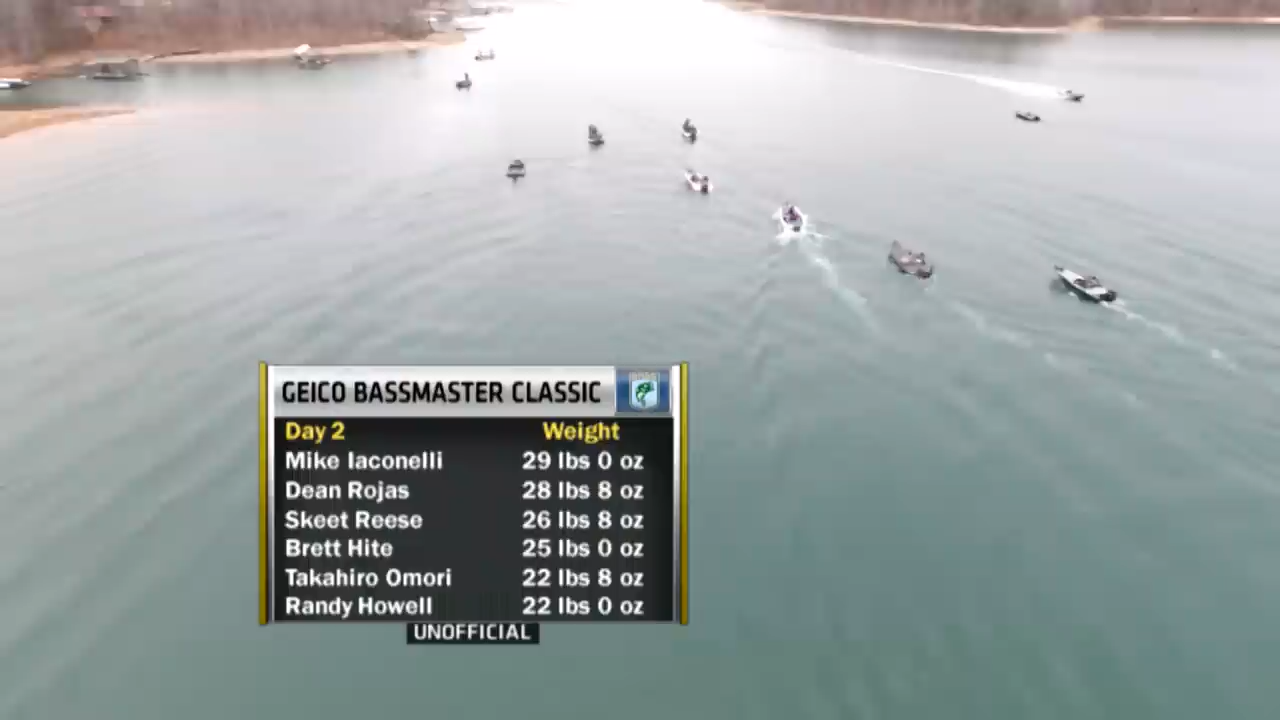 GEICO BASSMASTER CLASSIC
Day 2 Weight
Mike Iaconelli 29 lbs 0 oz
Dean Rojas 28 lbs 8 oz
Skeet Reese 26 lbs 8 oz
Brett Hite 25 lbs 0 oz
Takahiro Omori 22 lbs 8 oz
Randy Howell 22 lbs 0 oz
UNOFFICIAL